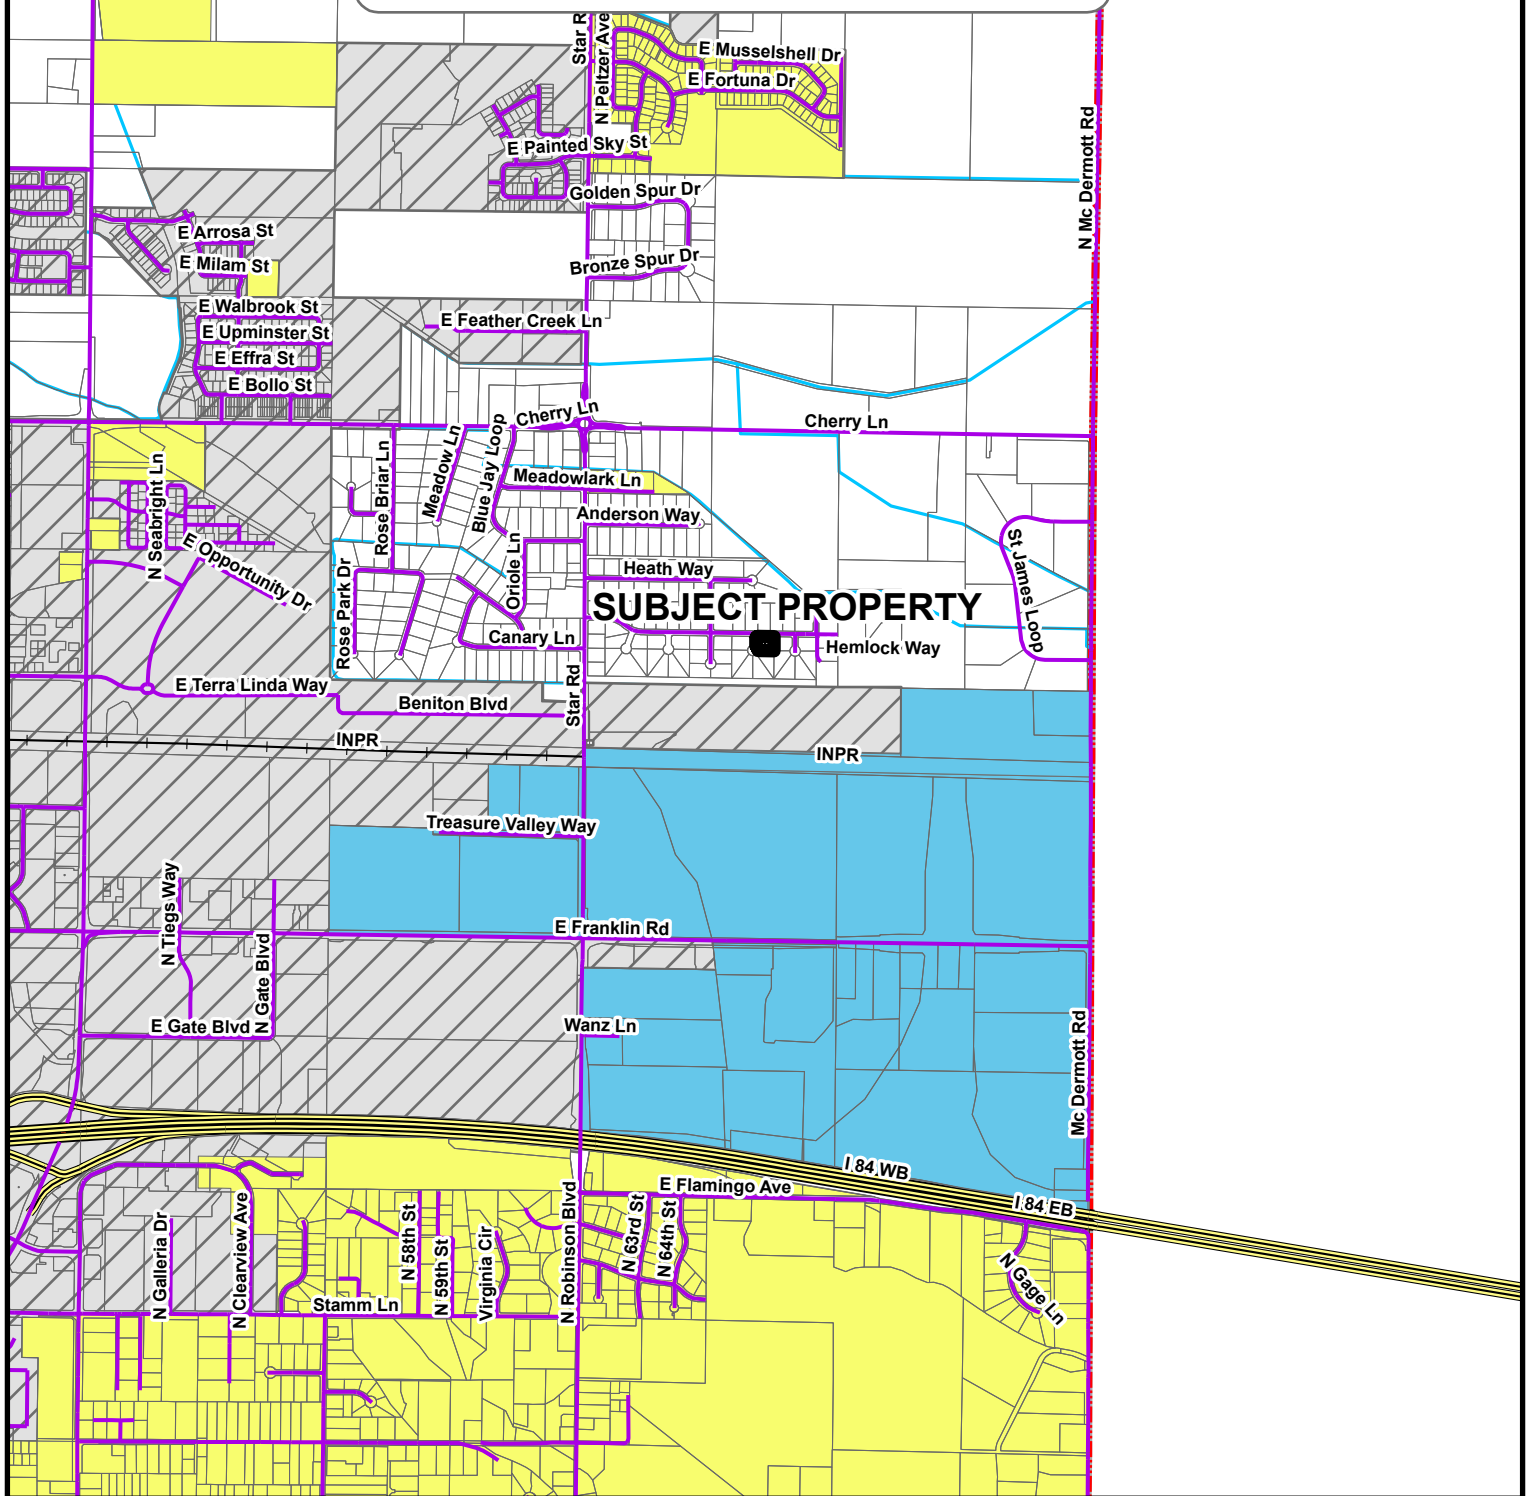 Star R
N Peltzer Ave
E Musselshell Dr
E Fortuna Dr
N Mc Dermott Rd
E Painted Sky St
Golden Spur Dr
E Arrosa St
Bronze Spur Dr
E Milam St
E Walbrook St
E Feather Creek Ln
E Upminster St
E Effra St
E Bollo St
Cherry Ln
Cherry Ln
Rose Briar Ln
Meadow Ln
Blue Jay Loop
Meadowlark Ln
N Seabright Ln
Anderson Way
E Opportunity Dr
Oriole Ln
Heath Way
St James Loop
Rose Park Dr
SUBJECT PROPERTY
Canary Ln
Hemlock Way
E Terra Linda Way
Star Rd
Beniton Blvd
INPR
INPR
Treasure Valley Way
N Tiegs Way
E Franklin Rd
N Gate Blvd
E Gate Blvd
Wanz Ln
Mc Dermott Rd
I 84 WB
E Flamingo Ave
I 84 EB
N Galleria Dr
N Clearview Ave
N 58th St
N 59th St
Virginia Cir
N Robinson Blvd
N 63rd St
N 64th St
N Gage Ln
Stamm Ln